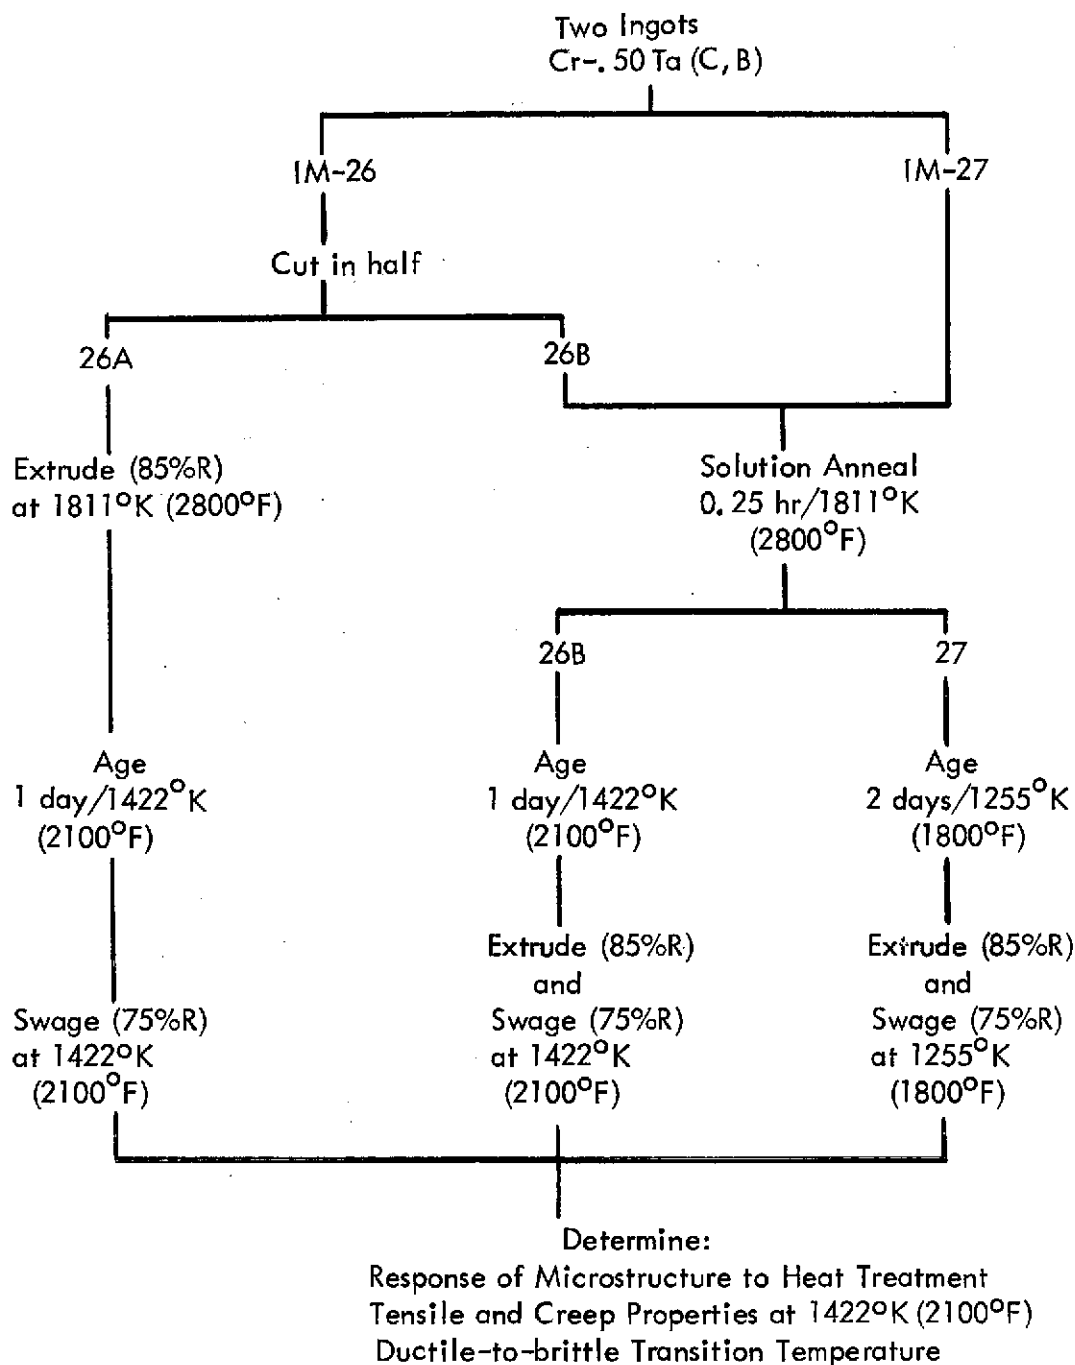 Two Ingots
Cr-.50 Ta (C, B)
IM-26
IM-27
Cut in half
26A
26B
Extrude (85%R)
at 1811°K (2800°F)
Solution Anneal
0.25 hr/1811°K
(2800°F)
26B
27
Age
1 day/1422°K
(2100°F)
Age
1 day/1422°K
(2100°F)
Age
2 days/1255°K
(1800°F)
Swage (75%R)
at 1422°K
(2100°F)
Extrude (85%R)
and
Swage (75%R)
at 1422°K
(2100°F)
Extrude (85%R)
and
Swage (75%R)
at 1255°K
(1800°F)
Determine:
Response of Microstructure to Heat Treatment
Tensile and Creep Properties at 1422°K (2100°F)
Ductile-to-brittle Transition Temperature